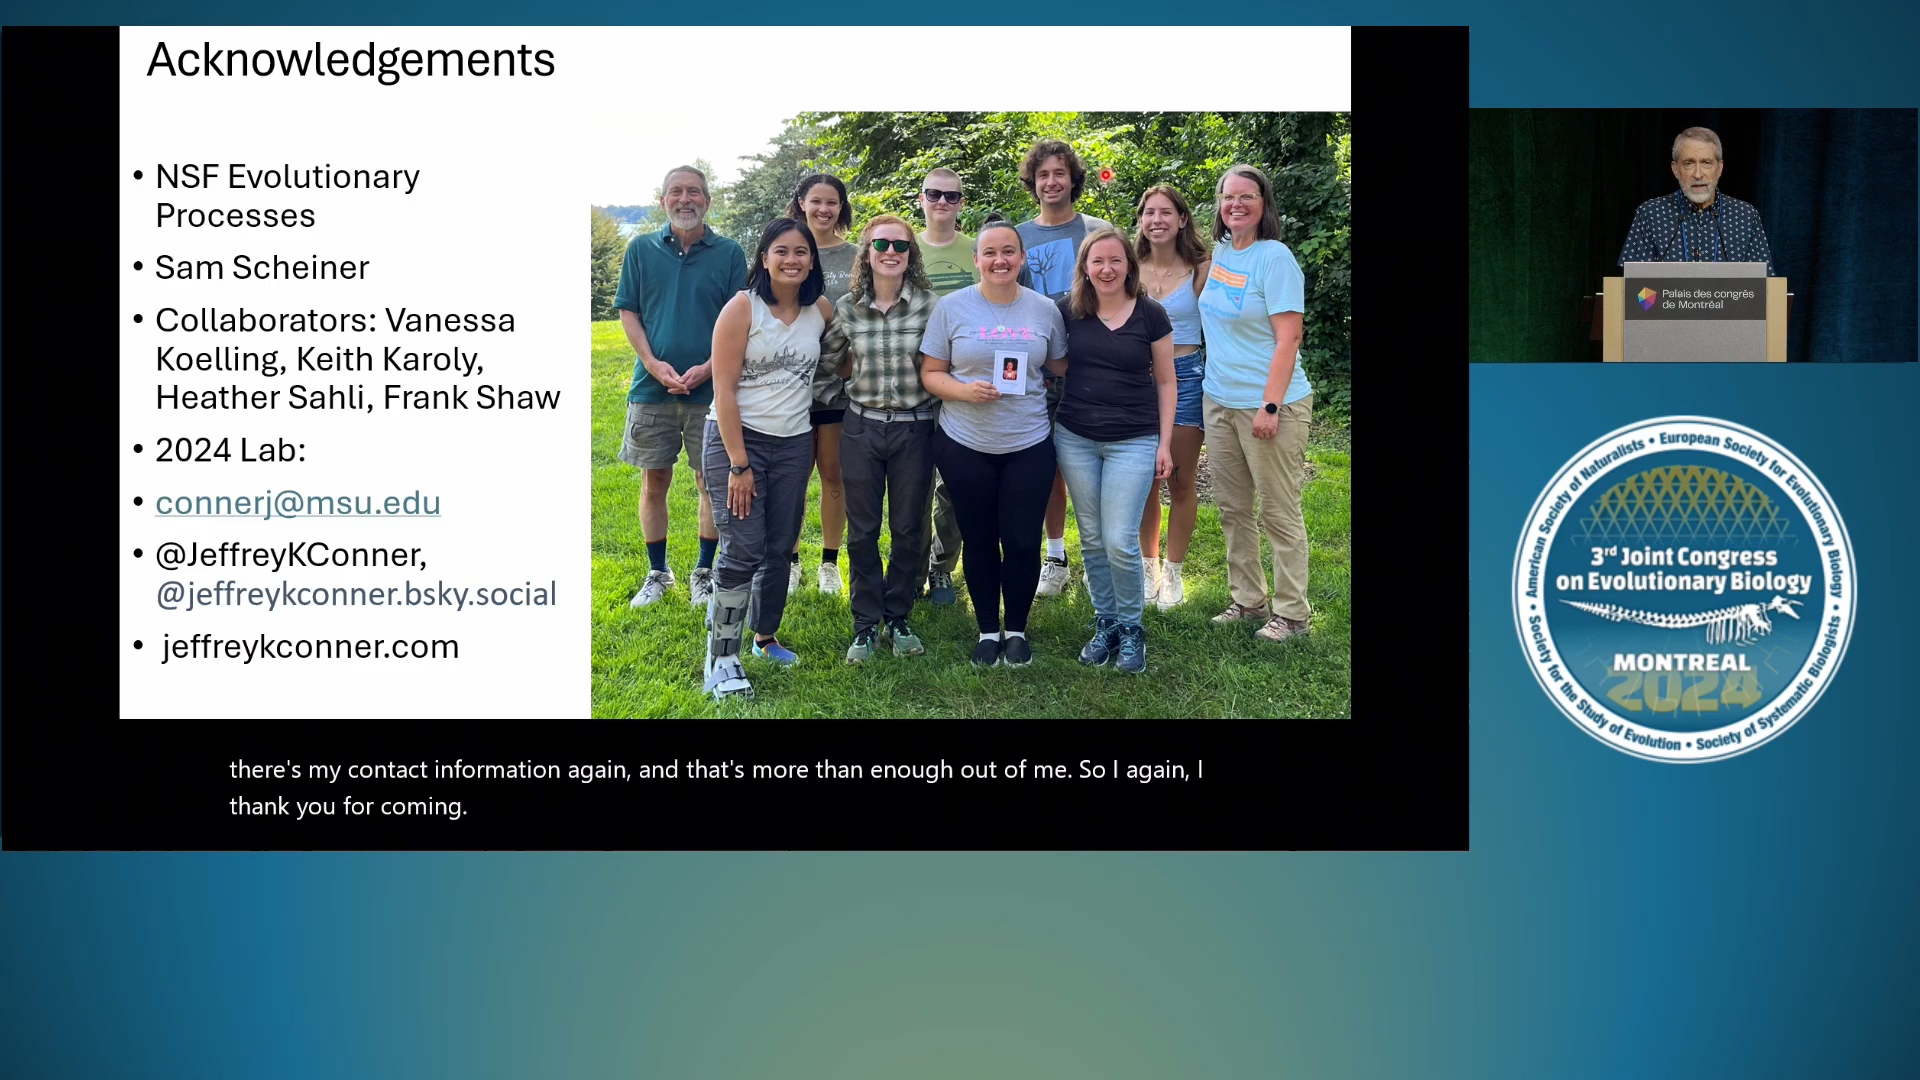 Acknowledgements
• NSF Evolutionary
Processes
• Sam Scheiner
• Collaborators: Vanessa
Koelling, Keith Karoly,
Heather Sahli, Frank Shaw
• 2024 Lab:
• connerj@msu.edu
• @JeffreyKConner,
@jeffreykconner.bsky.social
• jeffreykconner.com
there's my contact information again, and that's more than enough out of me. So I again, I
thank you for coming.
Palais des congrès
de Montréal
American Society of Naturalists • European Society for Evolutionary Biology •
Society for the Study of Evolution • Society of Systematic Biologists •
3rd Joint Congress
on Evolutionary Biology
MONTREAL
2024